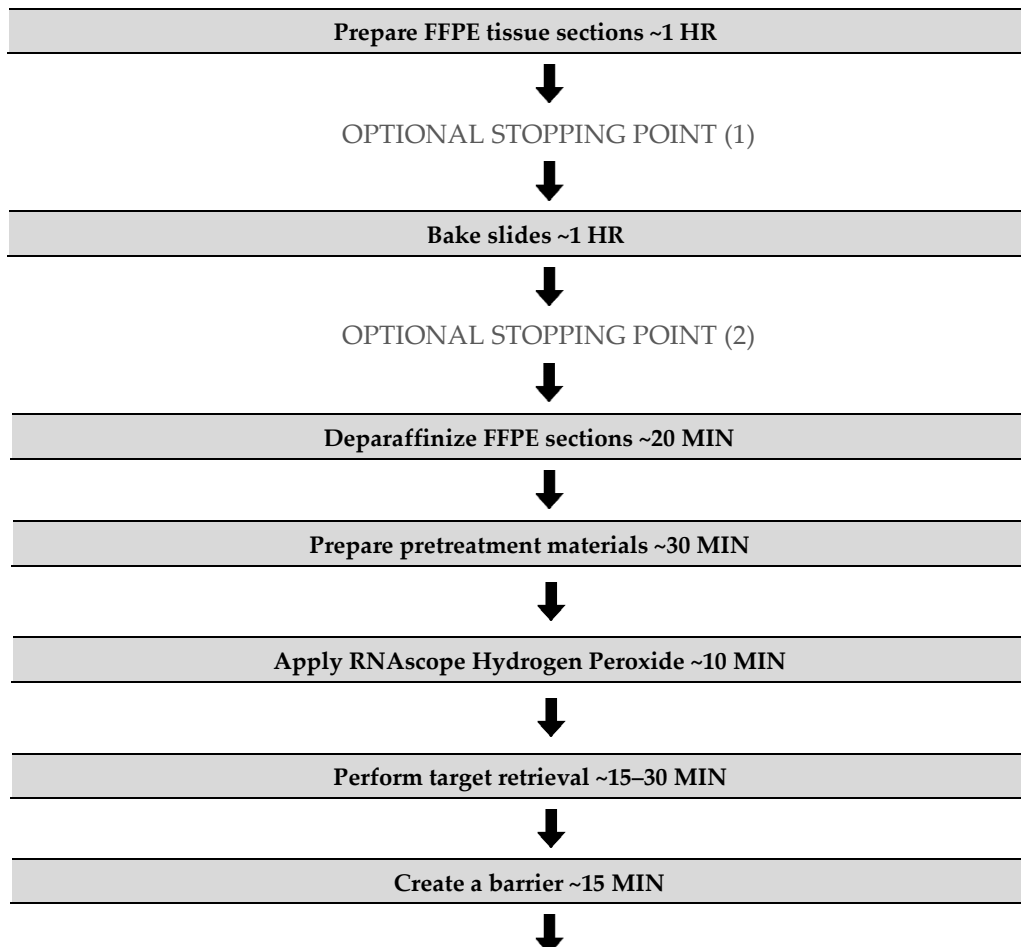 Prepare FFPE tissue sections ~1 HR
OPTIONAL STOPPING POINT (1)
Bake slides ~1 HR
OPTIONAL STOPPING POINT (2)
Deparaffinize FFPE sections ~20 MIN
Prepare pretreatment materials ~30 MIN
Apply RNAscope Hydrogen Peroxide ~10 MIN
Perform target retrieval ~15–30 MIN
Create a barrier ~15 MIN